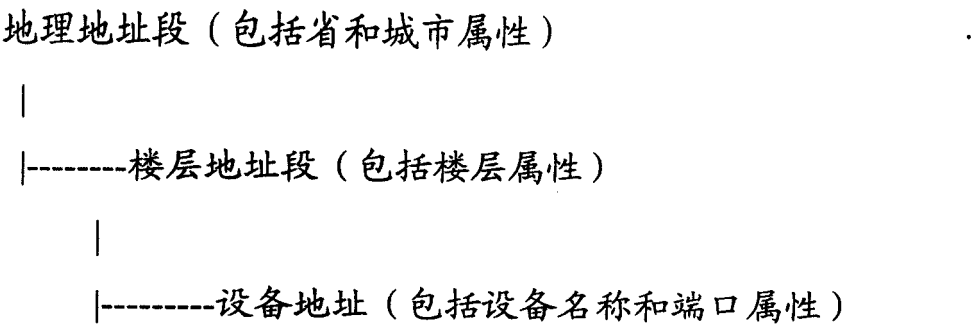 地理地址段（包括省和城市属性）
|
|--------楼层地址段（包括楼层属性）
|
|---------设备地址（包括设备名称和端口属性）